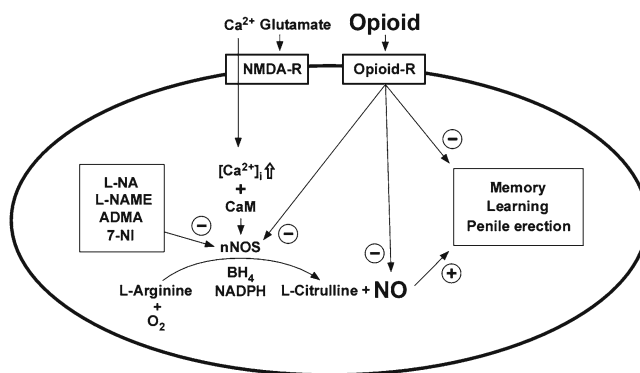 Ca²⁺ Glutamate
Opioid
NMDA-R
Opioid-R
[Ca²⁺]i ⇧
+
CaM
nNOS
BH₄
NADPH
L-NA
L-NAME
ADMA
7-NI
−
−
−
−
L-Arginine
+
O₂
L-Citrulline + NO
+
Memory
Learning
Penile erection